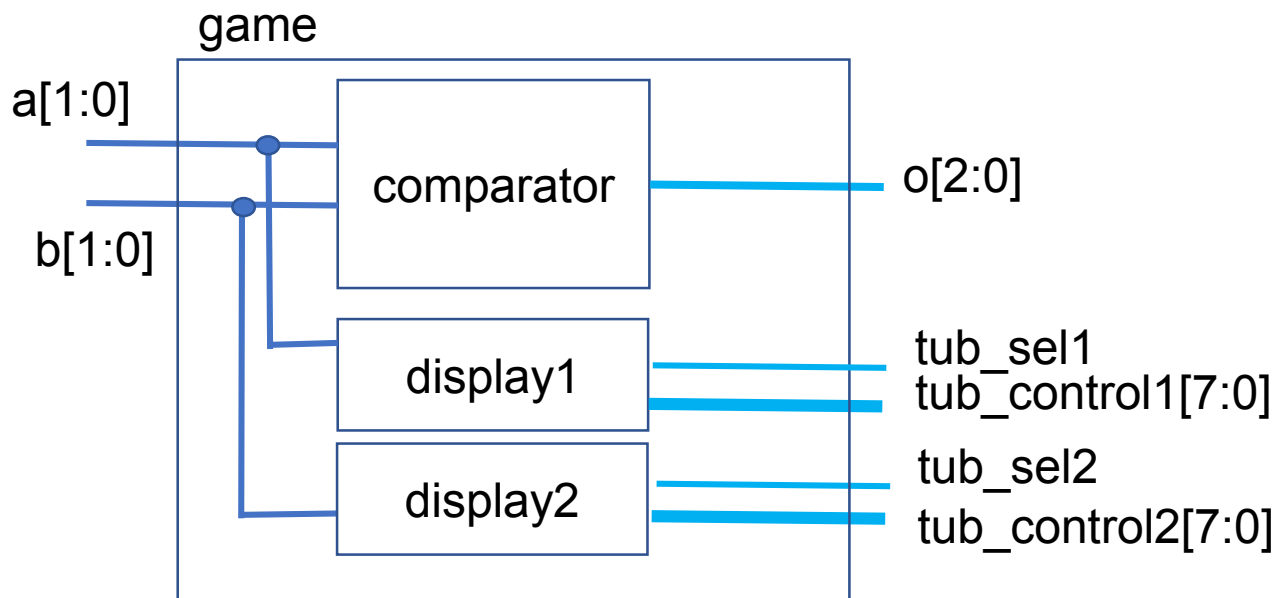 game
a[1:0]
b[1:0]
comparator
o[2:0]
display1
tub_sel1
tub_control1[7:0]
display2
tub_sel2
tub_control2[7:0]